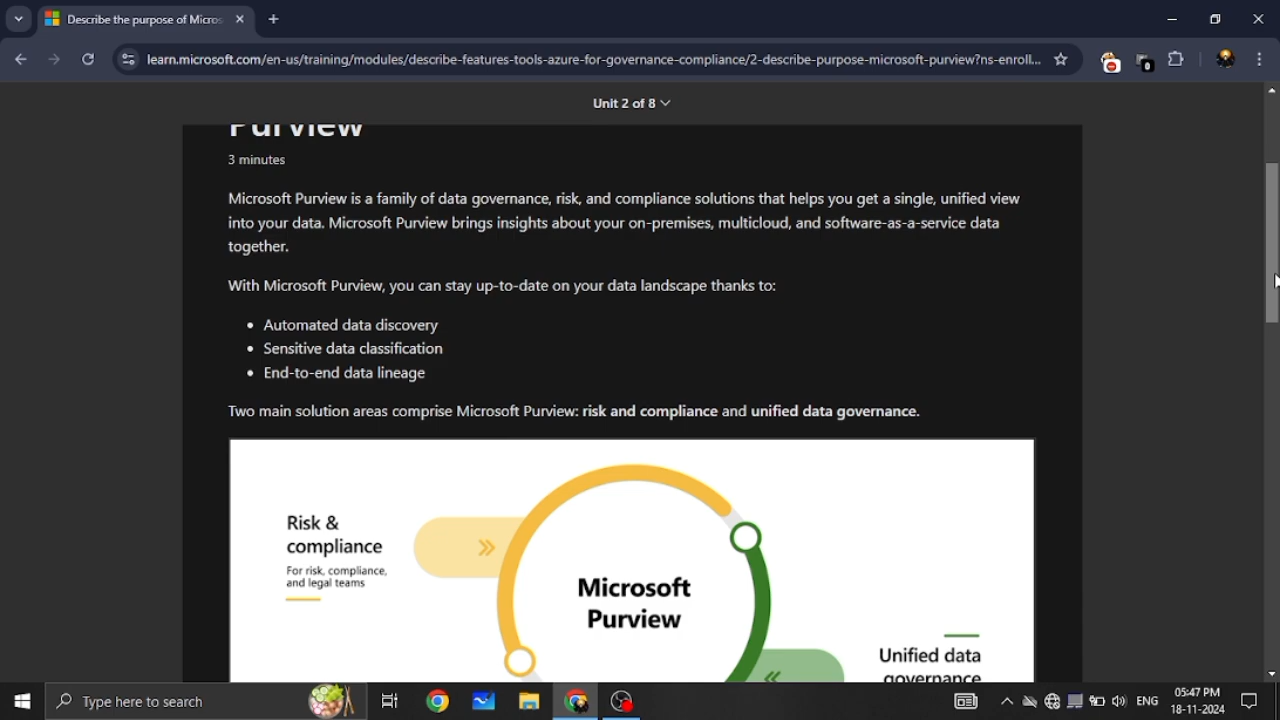 Describe the purpose of Micros
learn.microsoft.com/en-us/training/modules/describe-features-tools-azure-for-governance-compliance/2-describe-purpose-microsoft-purview?ns-enroll...
Unit 2 of 8
Purview
3 minutes
Microsoft Purview is a family of data governance, risk, and compliance solutions that helps you get a single, unified view
into your data. Microsoft Purview brings insights about your on-premises, multicloud, and software-as-a-service data
together.
With Microsoft Purview, you can stay up-to-date on your data landscape thanks to:
Automated data discovery
Sensitive data classification
End-to-end data lineage
Two main solution areas comprise Microsoft Purview: risk and compliance and unified data governance.
Risk &
compliance
For risk, compliance,
and legal teams
Microsoft
Purview
Unified data
governance
Type here to search
ENG
05:47 PM
18-11-2024